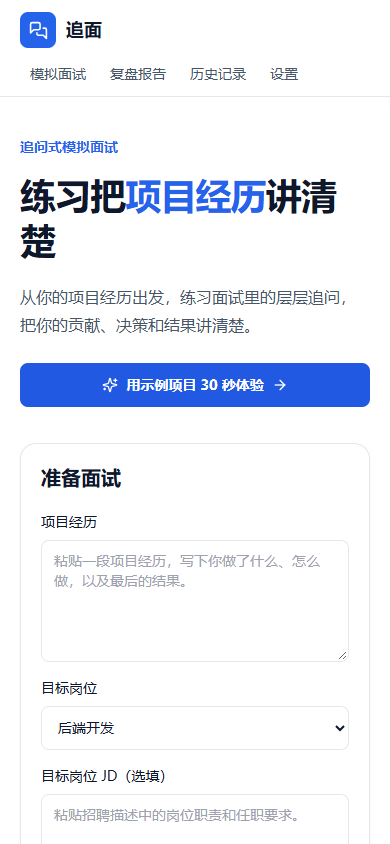 追面
模拟面试 复盘报告 历史记录 设置
追问式模拟面试
练习把项目经历讲清
楚
从你的项目经历出发，练习面试里的层层追问，
把你的贡献、决策和结果讲清楚。
用示例项目 30 秒体验
准备面试
项目经历
粘贴一段项目经历，写下你做了什么、怎么
做，以及最后的结果。
目标岗位
后端开发
目标岗位 JD（选填）
粘贴招聘描述中的岗位职责和任职要求。